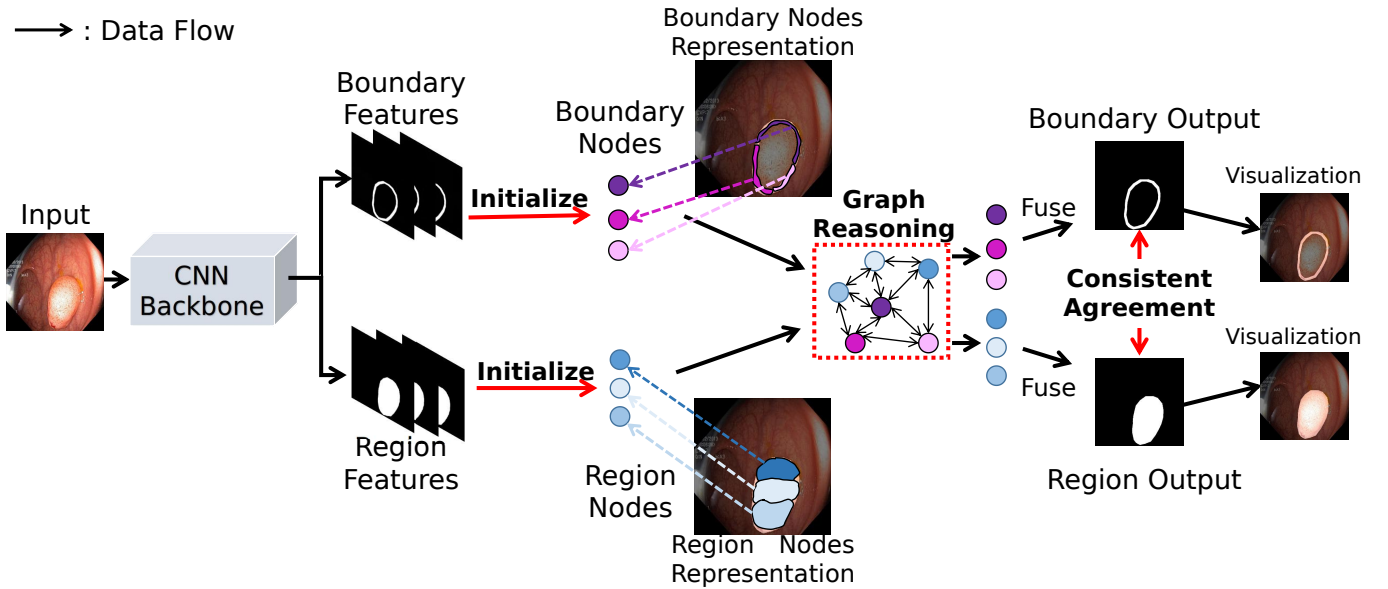 : Data Flow
Input
CNN
Backbone
Boundary
Features
Region
Features
Initialize
Initialize
Boundary
Nodes
Region
Nodes
Boundary Nodes
Representation
Region Nodes
Representation
Graph
Reasoning
Fuse
Fuse
Boundary Output
Consistent
Agreement
Region Output
Visualization
Visualization